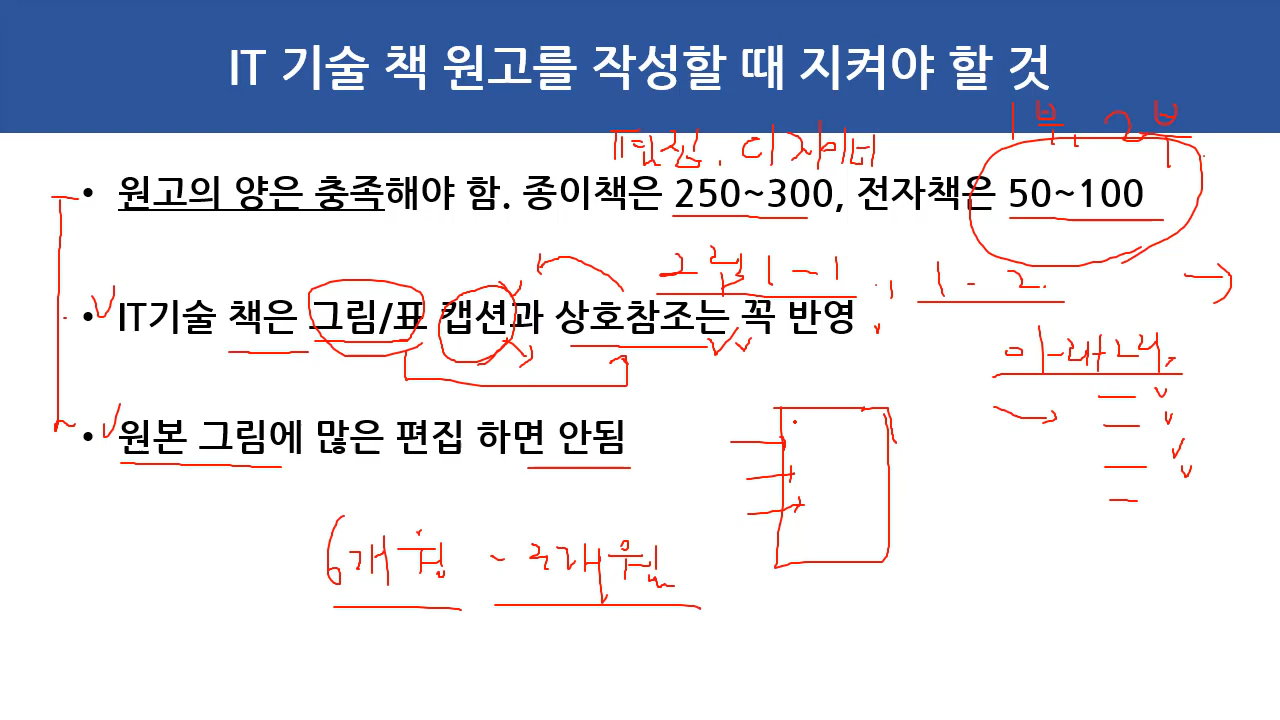 IT 기술 책 원고를 작성할 때 지켜야 할 것
1부, 2부
편집. 디자이너
• 원고의 양은 충족해야 함. 종이책은 250~300, 전자책은 50~100
그림 1-1
1-2.
• IT기술 책은 그림/표 캡션과 상호참조는 꼭 반영
• 원본 그림에 많은 편집 하면 안됨
6개월 ~